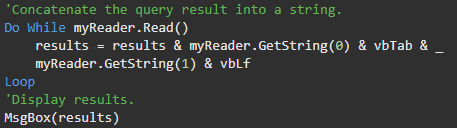 'Concatenate the query result into a string.
Do While myReader.Read()
    results = results & myReader.GetString(0) & vbTab & _
    myReader.GetString(1) & vbLf
Loop
'Display results.
MsgBox(results)